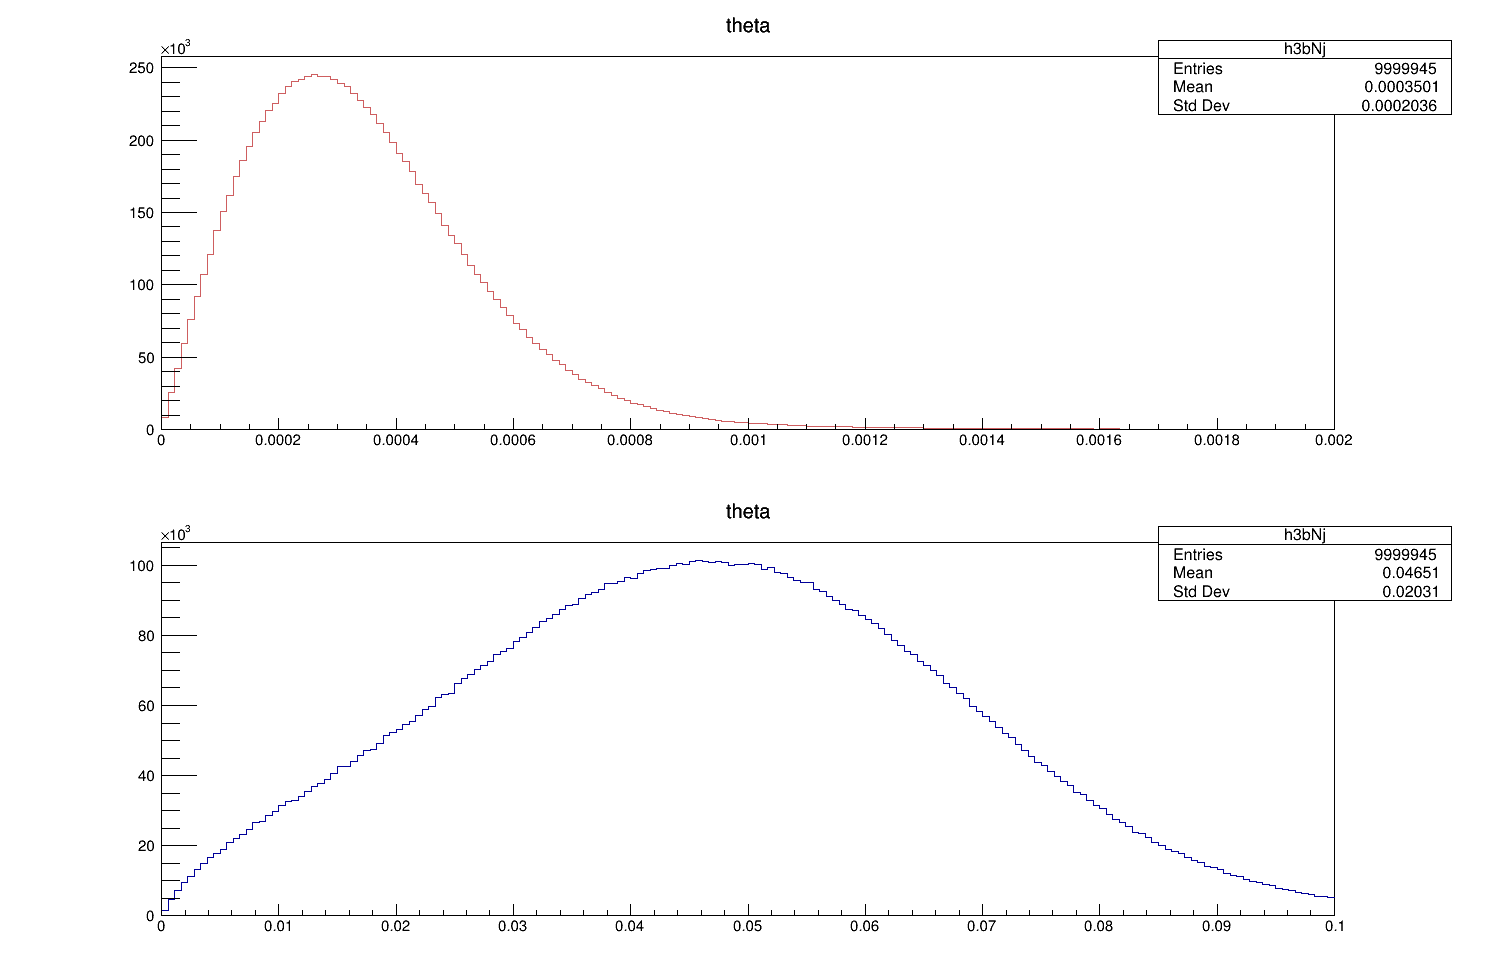 theta
×10³
h3bNj
Entries 9999945
Mean 0.0003501
Std Dev 0.0002036
250
200
150
100
50
0
0 0.0002 0.0004 0.0006 0.0008 0.001 0.0012 0.0014 0.0016 0.0018 0.002
theta
×10³
h3bNj
Entries 9999945
Mean 0.04651
Std Dev 0.02031
100
80
60
40
20
0
0 0.01 0.02 0.03 0.04 0.05 0.06 0.07 0.08 0.09 0.1